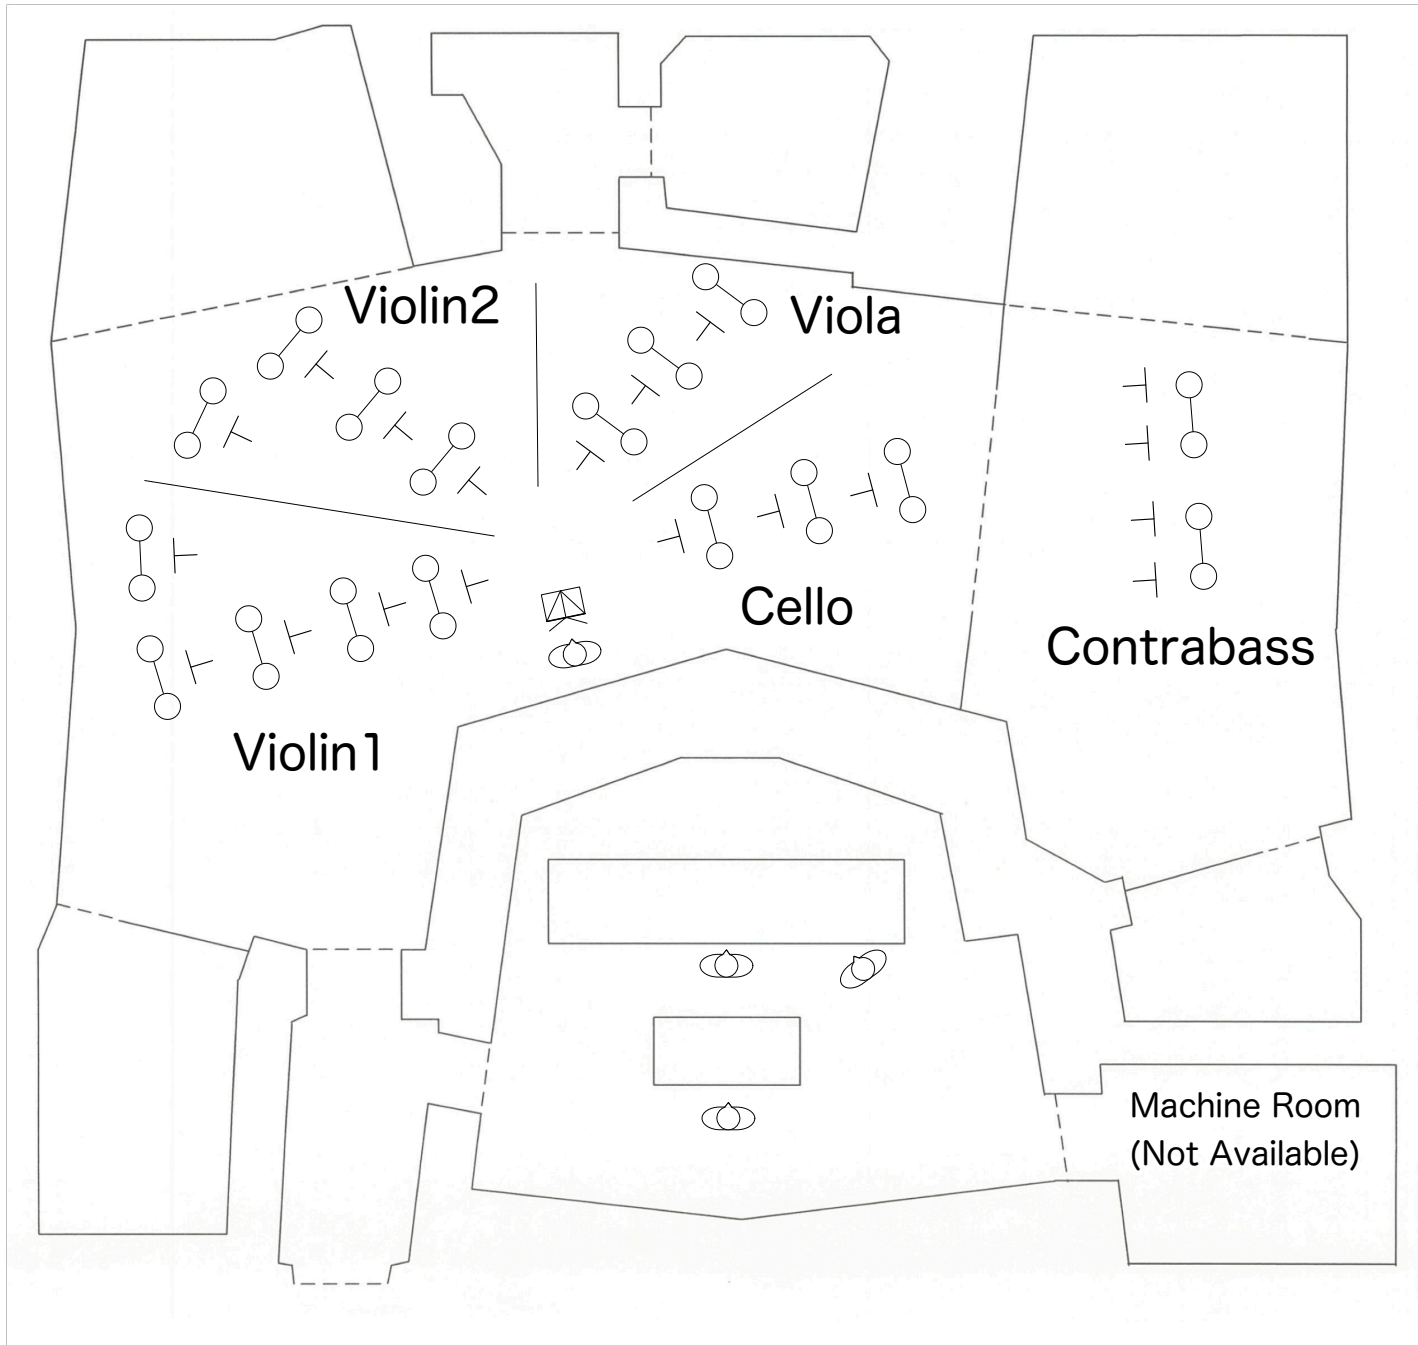 Violin2
Viola
Cello
Contrabass
Violin1
Machine Room
(Not Available)